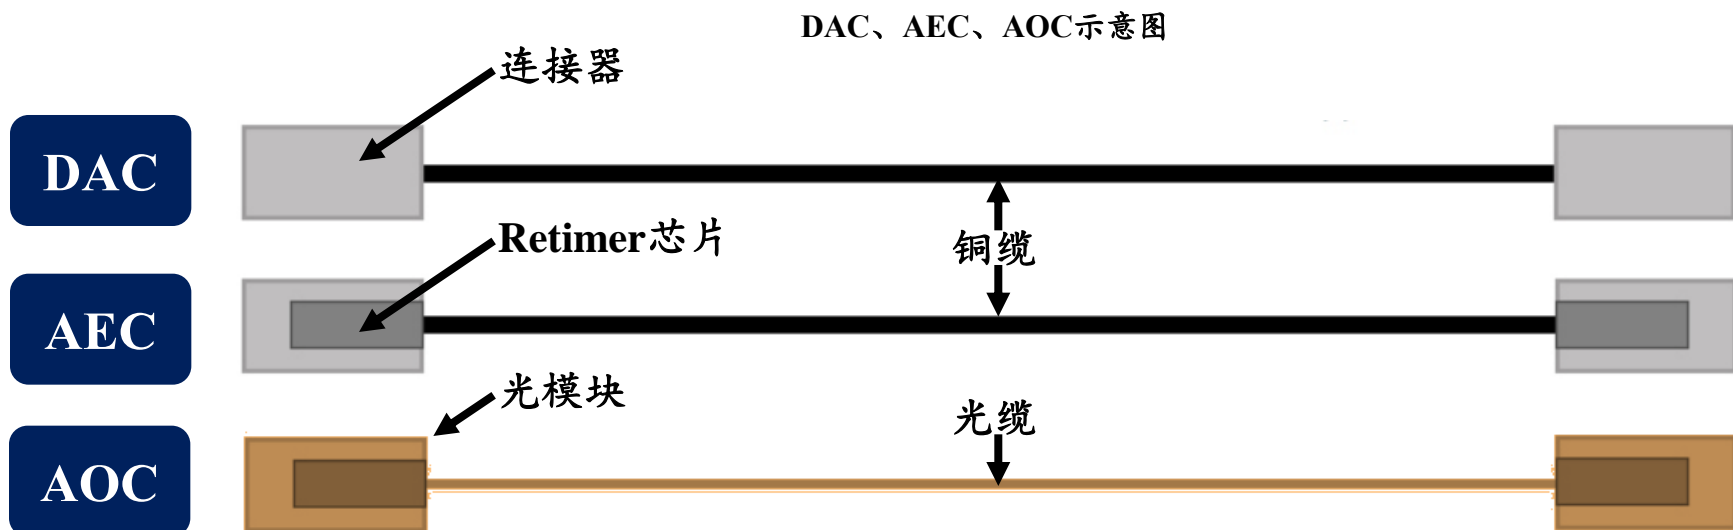 DAC、AEC、AOC示意图
连接器
DAC
Retimer芯片
铜缆
AEC
光模块
光缆
AOC